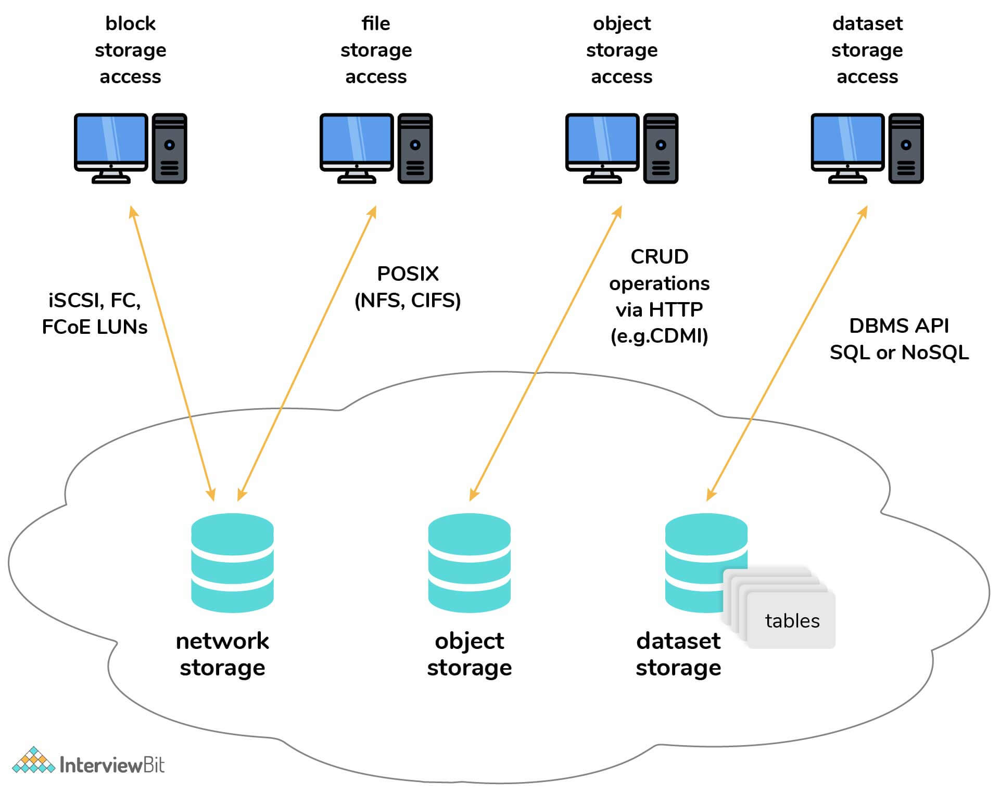 block
storage
access
file
storage
access
object
storage
access
dataset
storage
access
iSCSI, FC,
FCoE LUNs
POSIX
(NFS, CIFS)
CRUD
operations
via HTTP
(e.g.CDMI)
DBMS API
SQL or NoSQL
network
storage
object
storage
dataset
storage
tables
InterviewBit